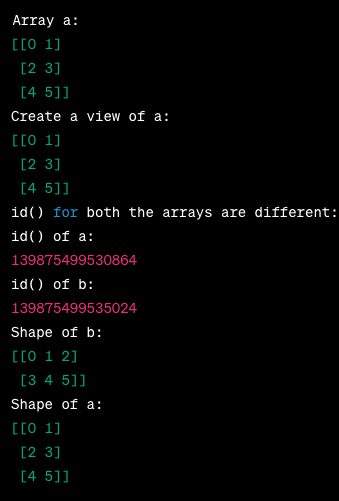 Array a:
[[0 1]
 [2 3]
 [4 5]]
Create a view of a:
[[0 1]
 [2 3]
 [4 5]]
id() for both the arrays are different:
id() of a:
139875499530864
id() of b:
139875499535024
Shape of b:
[[0 1 2]
 [3 4 5]]
Shape of a:
[[0 1]
 [2 3]
 [4 5]]